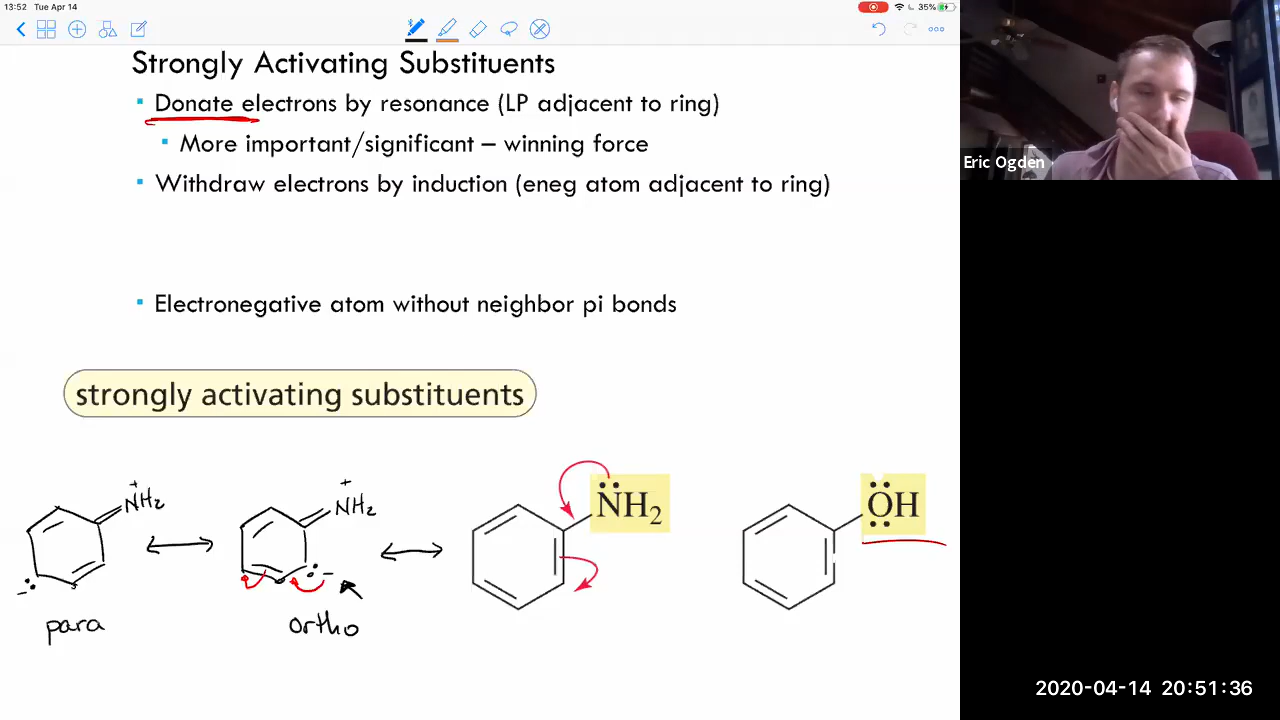 13:52 Tue Apr 14
35%
Strongly Activating Substituents
▪ Donate electrons by resonance (LP adjacent to ring)
▪ More important/significant – winning force
▪ Withdraw electrons by induction (eneg atom adjacent to ring)
▪ Electronegative atom without neighbor pi bonds
strongly activating substituents
+
NH2
+
NH2
NH2
OH
para
ortho
Eric Ogden
2020-04-14 20:51:36